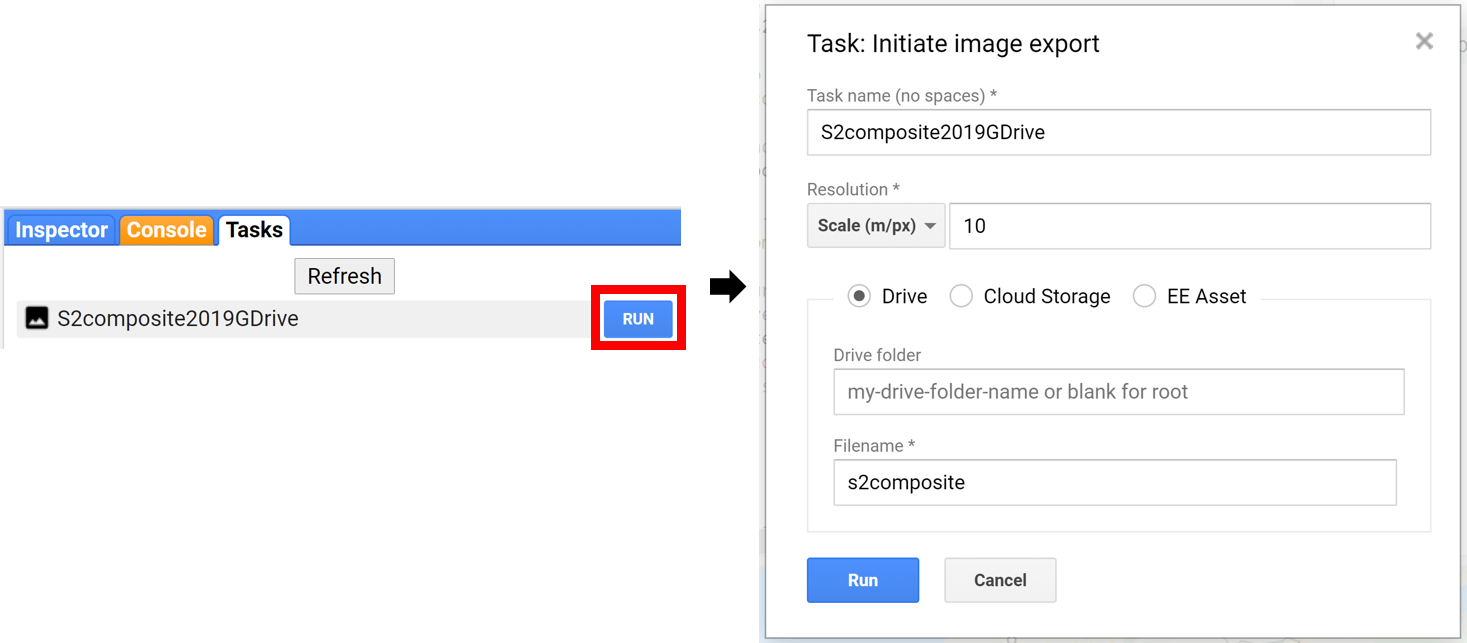 Inspector Console Tasks
Refresh
S2composite2019GDrive RUN
Task: Initiate image export
Task name (no spaces) *
S2composite2019GDrive
Resolution *
Scale (m/px) 10
Drive Cloud Storage EE Asset
Drive folder
my-drive-folder-name or blank for root
Filename *
s2composite
Run Cancel